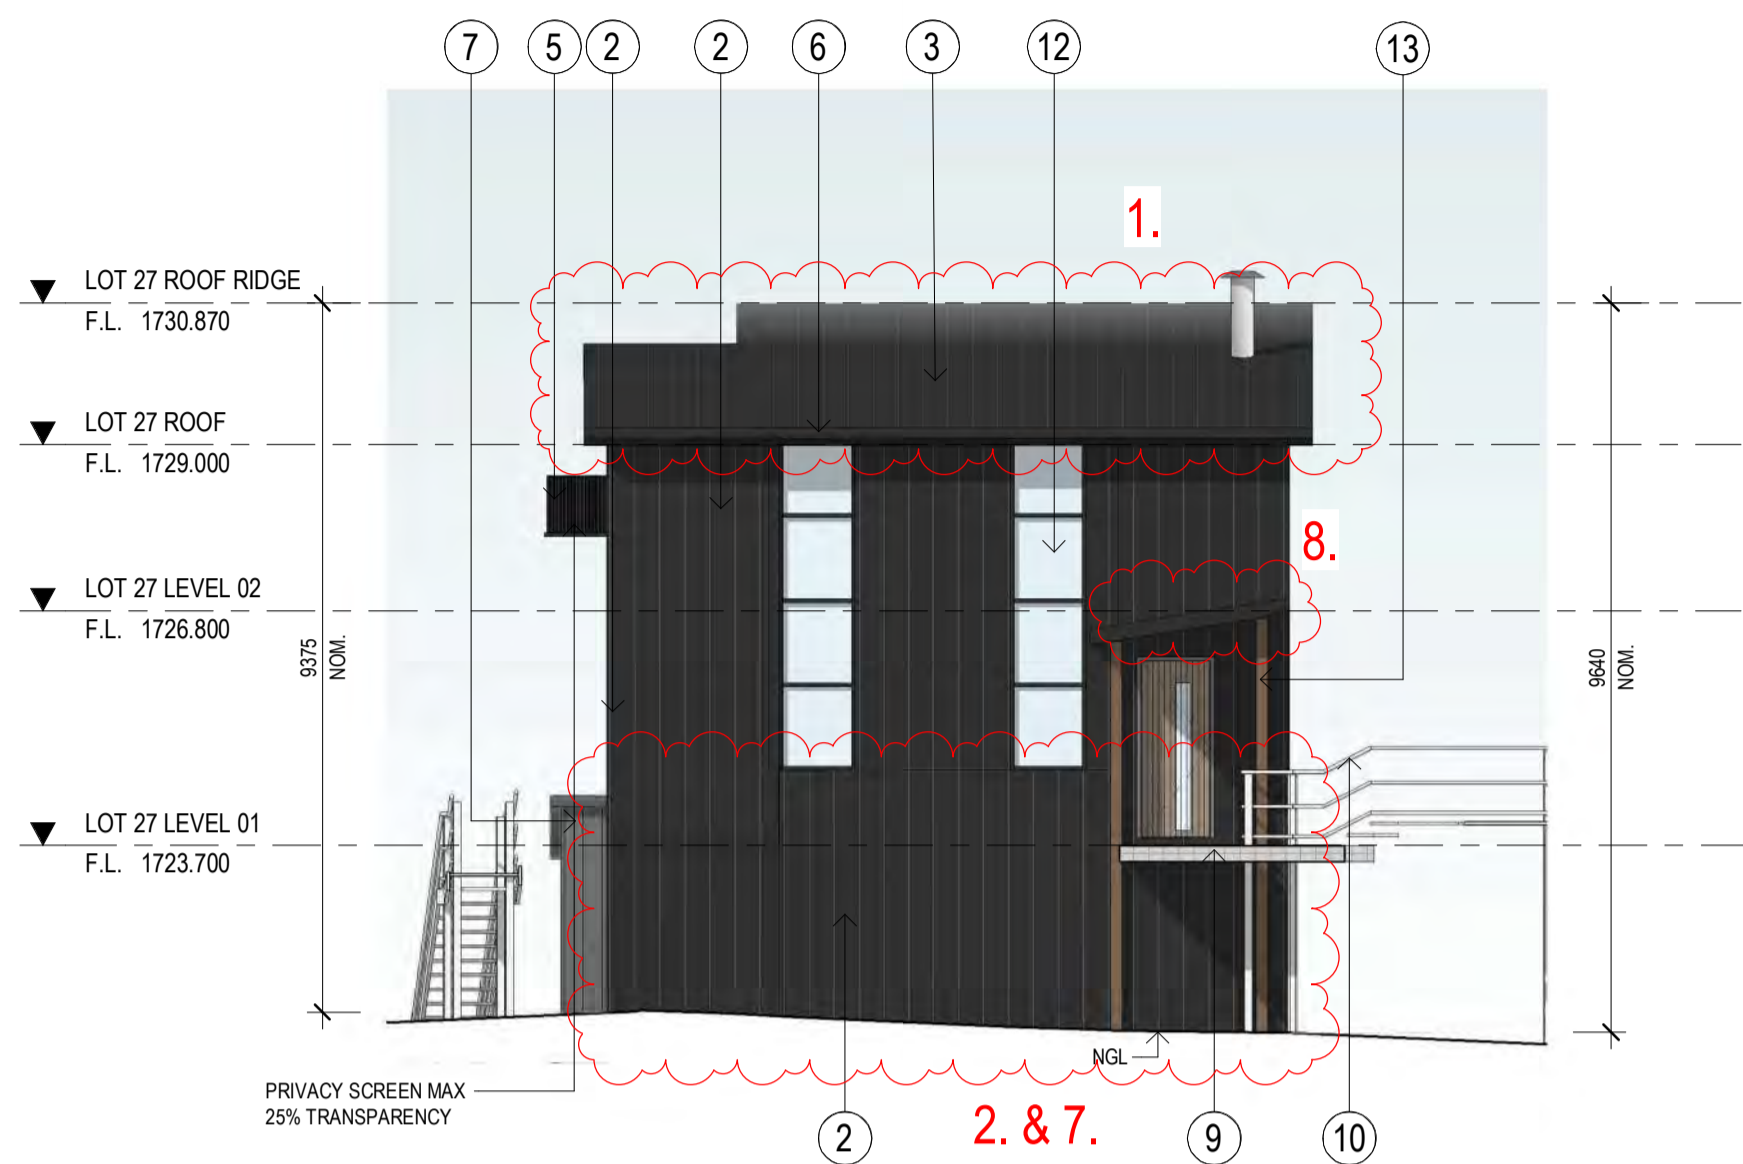 7
5
2
2
6
3
12
13
1.
LOT 27 ROOF RIDGE
F.L. 1730.870
LOT 27 ROOF
F.L. 1729.000
8.
LOT 27 LEVEL 02
F.L. 1726.800
9375
NOM.
9640
NOM.
LOT 27 LEVEL 01
F.L. 1723.700
NGL
PRIVACY SCREEN MAX
25% TRANSPARENCY
2. & 7.
2
9
10